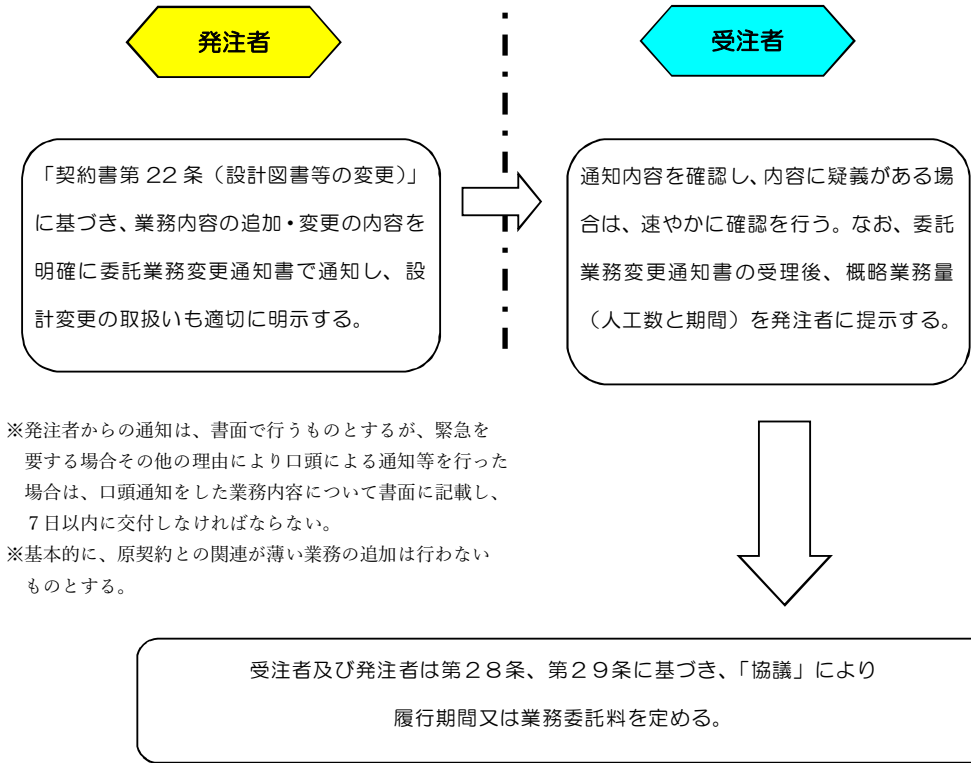 発注者
受注者
「契約書第 22 条（設計図書等の変更）」
に基づき、業務内容の追加・変更の内容を
明確に委託業務変更通知書で通知し、設
計変更の取扱いも適切に明示する。
通知内容を確認し、内容に疑義がある場
合は、速やかに確認を行う。なお、委託
業務変更通知書の受理後、概略業務量
（人工数と期間）を発注者に提示する。
※発注者からの通知は、書面で行うものとするが、緊急を
要する場合その他の理由により口頭による通知等を行った
場合は、口頭通知をした業務内容について書面に記載し、
７日以内に交付しなければならない。
※基本的に、原契約との関連が薄い業務の追加は行わない
ものとする。
受注者及び発注者は第２８条、第２９条に基づき、「協議」により
履行期間又は業務委託料を定める。